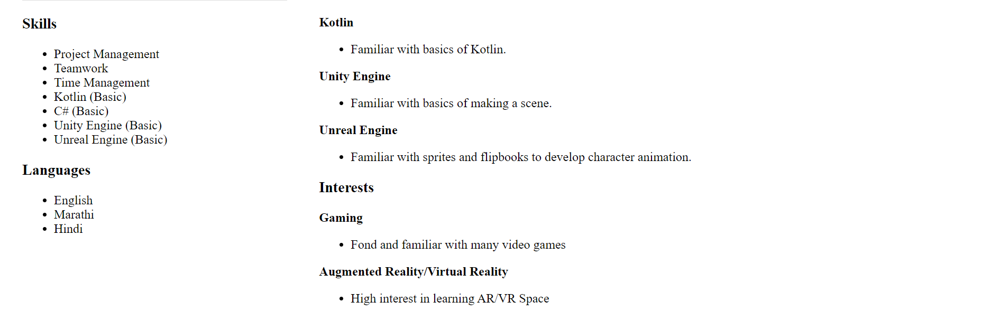 Skills
Project Management
Teamwork
Time Management
Kotlin (Basic)
C# (Basic)
Unity Engine (Basic)
Unreal Engine (Basic)
Languages
English
Marathi
Hindi
Kotlin
Familiar with basics of Kotlin.
Unity Engine
Familiar with basics of making a scene.
Unreal Engine
Familiar with sprites and flipbooks to develop character animation.
Interests
Gaming
Fond and familiar with many video games
Augmented Reality/Virtual Reality
High interest in learning AR/VR Space